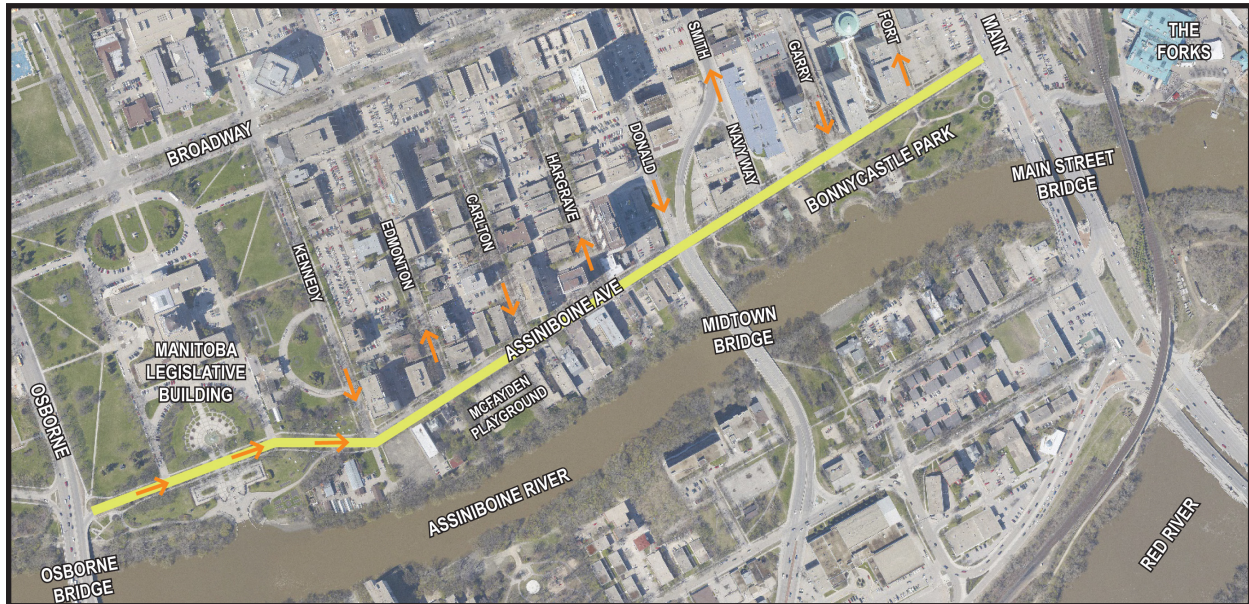 SMITH
GARRY
FORT
MAIN
THE
FORKS
BROADWAY
DONALD
NAVY WAY
HARGRAVE
CARLTON
EDMONTON
KENNEDY
BONNYCASTLE PARK
MAIN STREET
BRIDGE
ASSINIBOINE AVE
MIDTOWN
BRIDGE
MANITOBA
LEGISLATIVE
BUILDING
OSBORNE
MCFAYDEN
PLAYGROUND
ASSINIBOINE RIVER
RED RIVER
OSBORNE
BRIDGE